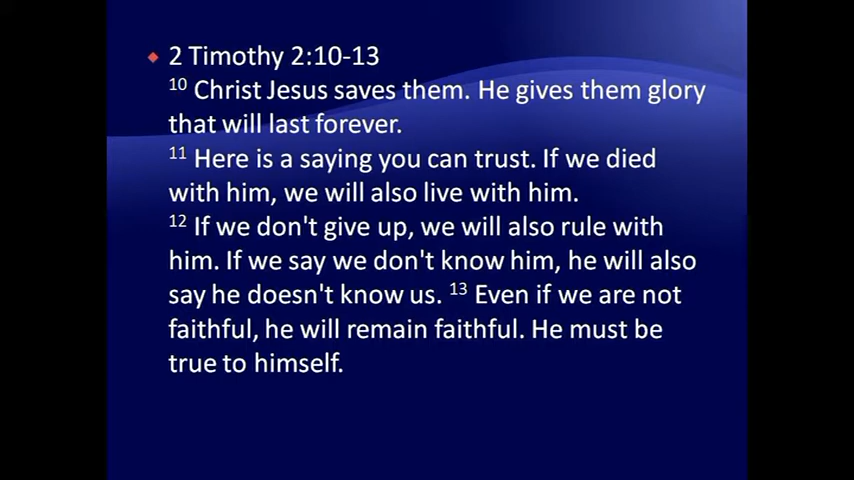 2 Timothy 2:10-13
10 Christ Jesus saves them. He gives them glory
that will last forever.
11 Here is a saying you can trust. If we died
with him, we will also live with him.
12 If we don't give up, we will also rule with
him. If we say we don't know him, he will also
say he doesn't know us. 13 Even if we are not
faithful, he will remain faithful. He must be
true to himself.